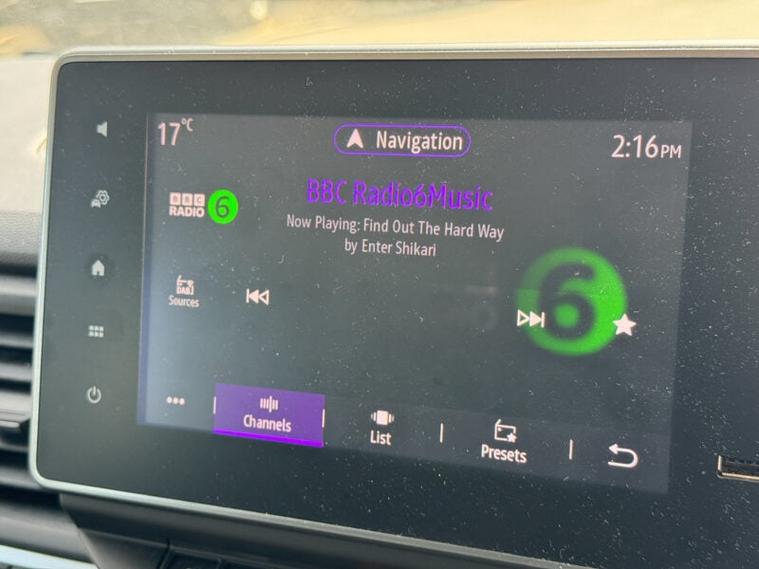 17°C
Navigation
2:16PM
BBC
RADIO 6
BBC Radio6Music
Now Playing: Find Out The Hard Way
by Enter Shikari
6
DAB
Sources
Channels
List
Presets